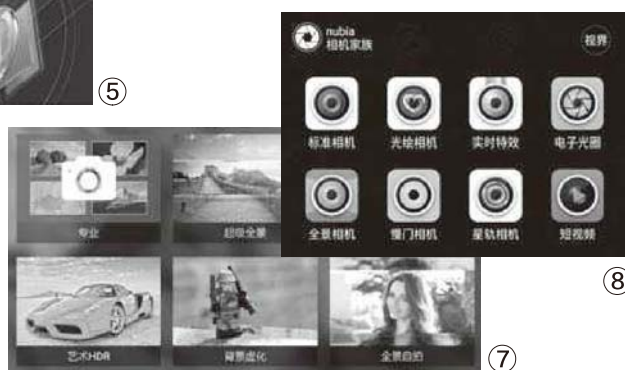 ⑤
nubia
相机家族
视界
标准相机 光绘相机 实时特效 电子光圈
全景相机 慢门相机 星轨相机 短视频
⑧
专业 超级全景
艺术HDR 背景虚化 全景自拍
⑦